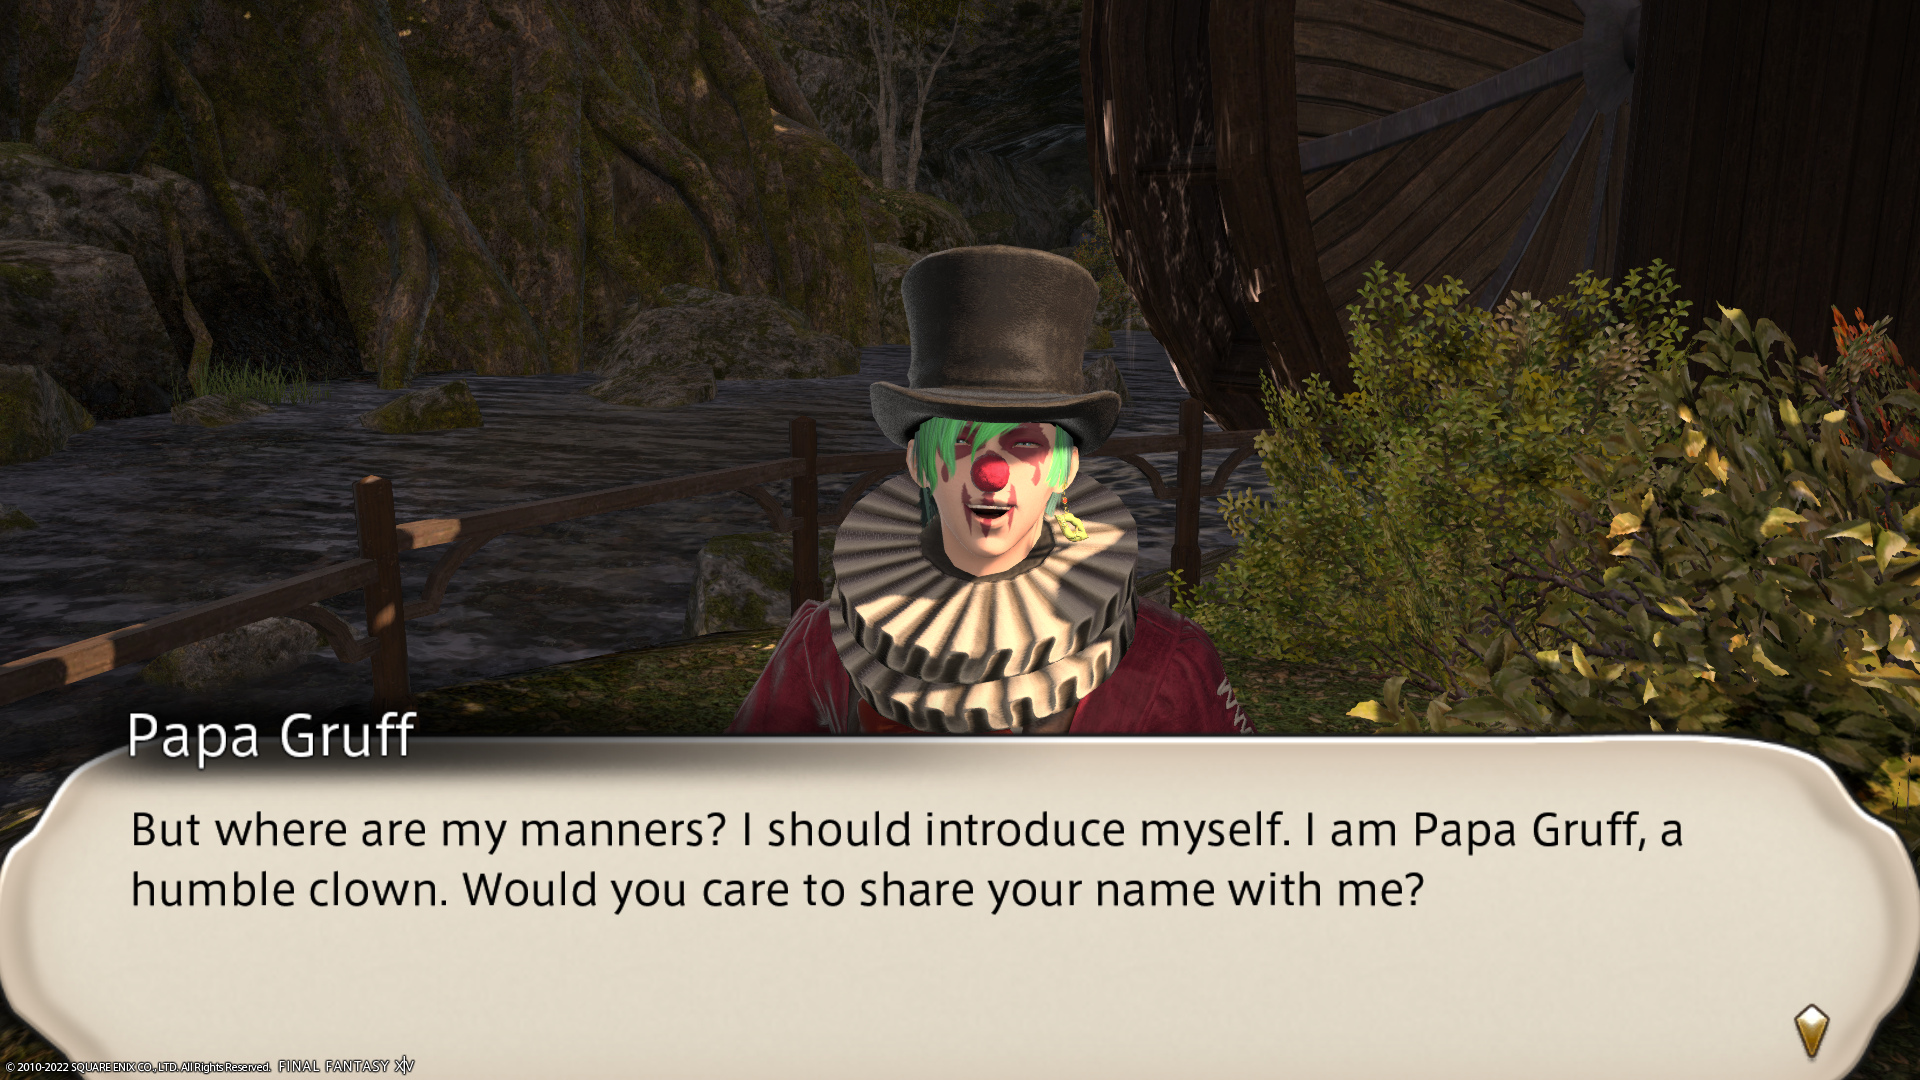 Papa Gruff
But where are my manners? I should introduce myself. I am Papa Gruff, a
humble clown. Would you care to share your name with me?
© 2010-2022 SQUARE ENIX CO., LTD. All Rights Reserved. FINAL FANTASY XIV